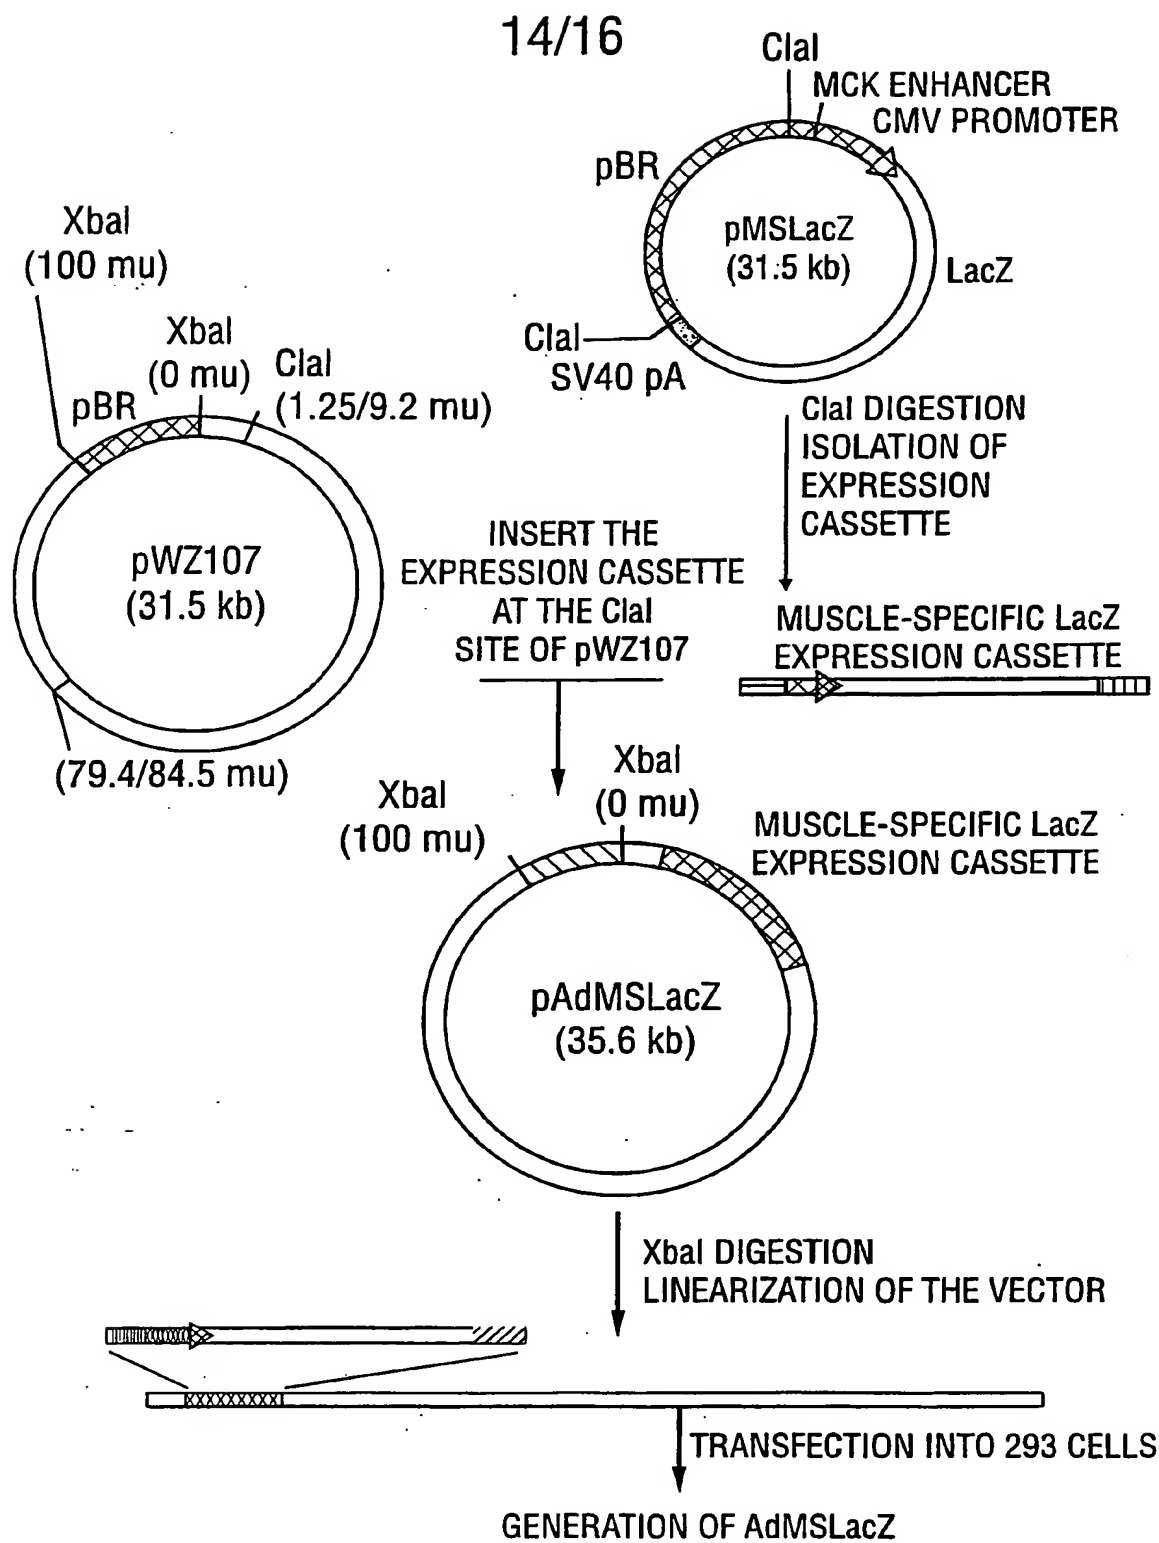 14/16
ClaI
MCK ENHANCER
CMV PROMOTER
pBR
pMSLacZ
(31.5 kb)
LacZ
ClaI
SV40 pA
XbaI
(100 mu)
XbaI
(0 mu)
ClaI
(1.25/9.2 mu)
pBR
pWZ107
(31.5 kb)
(79.4/84.5 mu)
ClaI DIGESTION
ISOLATION OF
EXPRESSION
CASSETTE
INSERT THE
EXPRESSION CASSETTE
AT THE ClaI
SITE OF pWZ107
MUSCLE-SPECIFIC LacZ
EXPRESSION CASSETTE
XbaI
(100 mu)
XbaI
(0 mu)
MUSCLE-SPECIFIC LacZ
EXPRESSION CASSETTE
pAdMSLacZ
(35.6 kb)
XbaI DIGESTION
LINEARIZATION OF THE VECTOR
TRANSFECTION INTO 293 CELLS
GENERATION OF AdMSLacZ